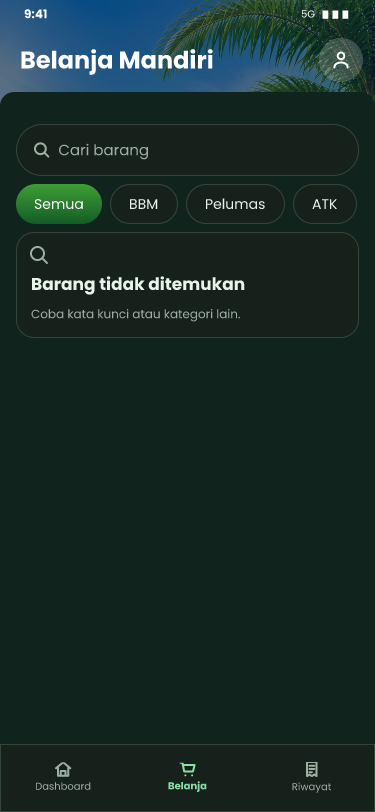 9:41 5G
Belanja Mandiri
Cari barang
Semua BBM Pelumas ATK
Barang tidak ditemukan
Coba kata kunci atau kategori lain.
Dashboard Belanja Riwayat